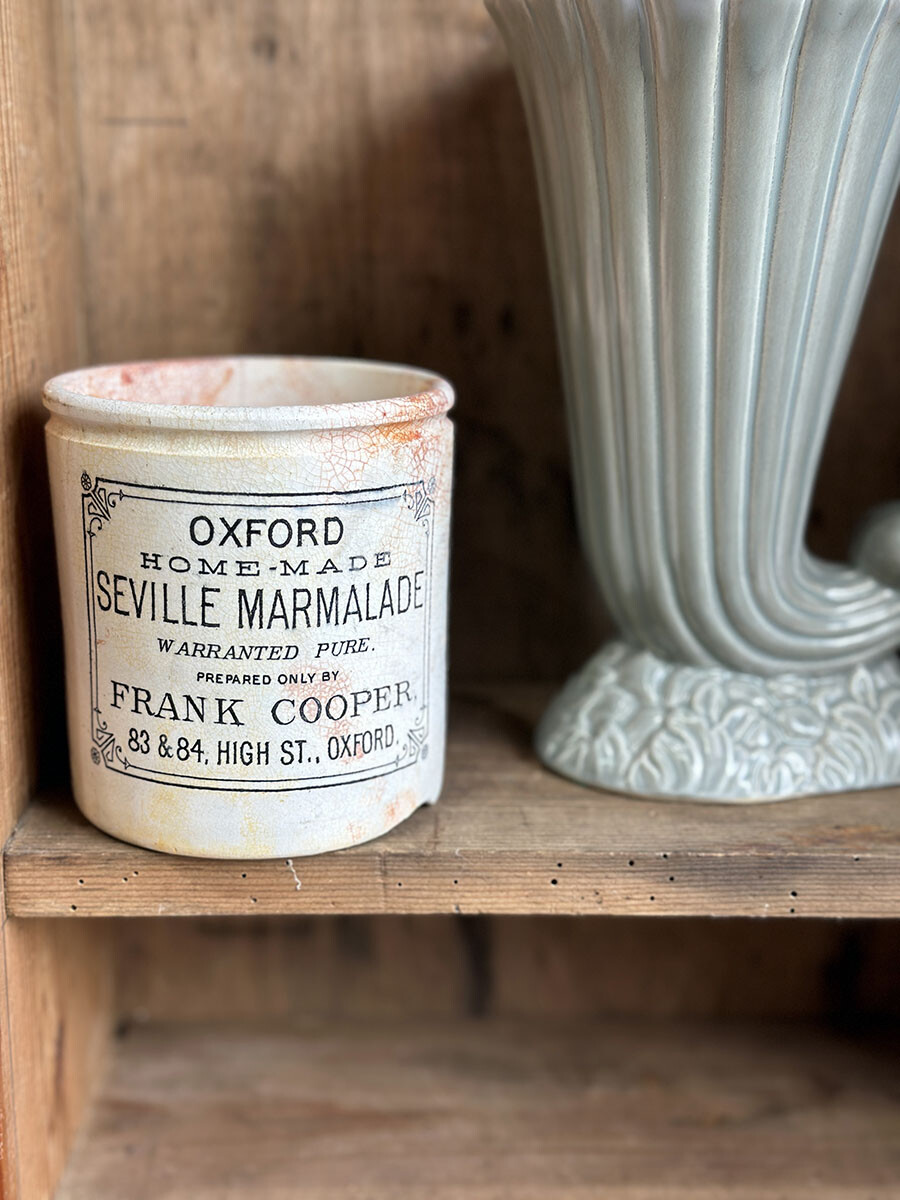 OXFORD
HOME-MADE
SEVILLE MARMALADE
WARRANTED PURE.
PREPARED ONLY BY
FRANK COOPER,
83 & 84, HIGH ST., OXFORD.